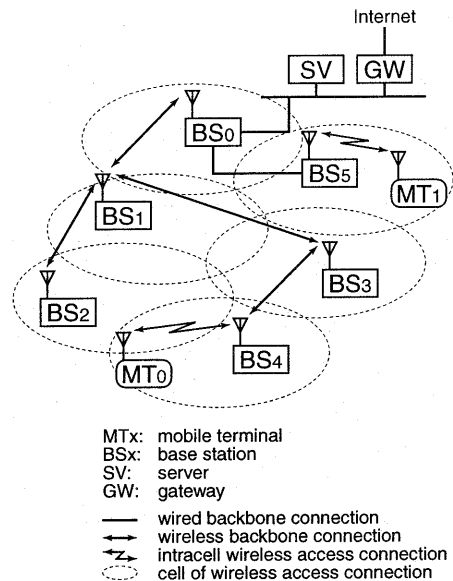 Internet
SV GW
BS0
BS5
MT1
BS1
BS3
BS2
BS4
MT0
MTx: mobile terminal
BSx: base station
SV: server
GW: gateway
wired backbone connection
wireless backbone connection
intracell wireless access connection
cell of wireless access connection